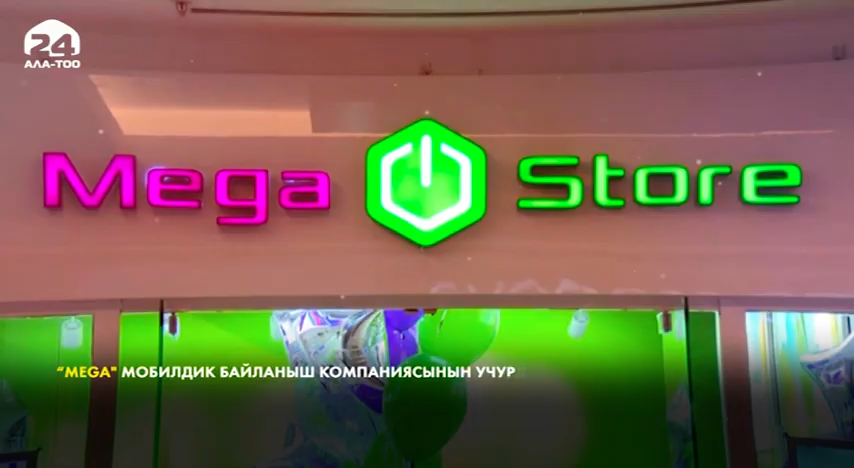 24
АЛА-ТОО
Mega Store
“MEGA" МОБИЛДИК БАЙЛАНЫШ КОМПАНИЯСЫНЫН УЧУР